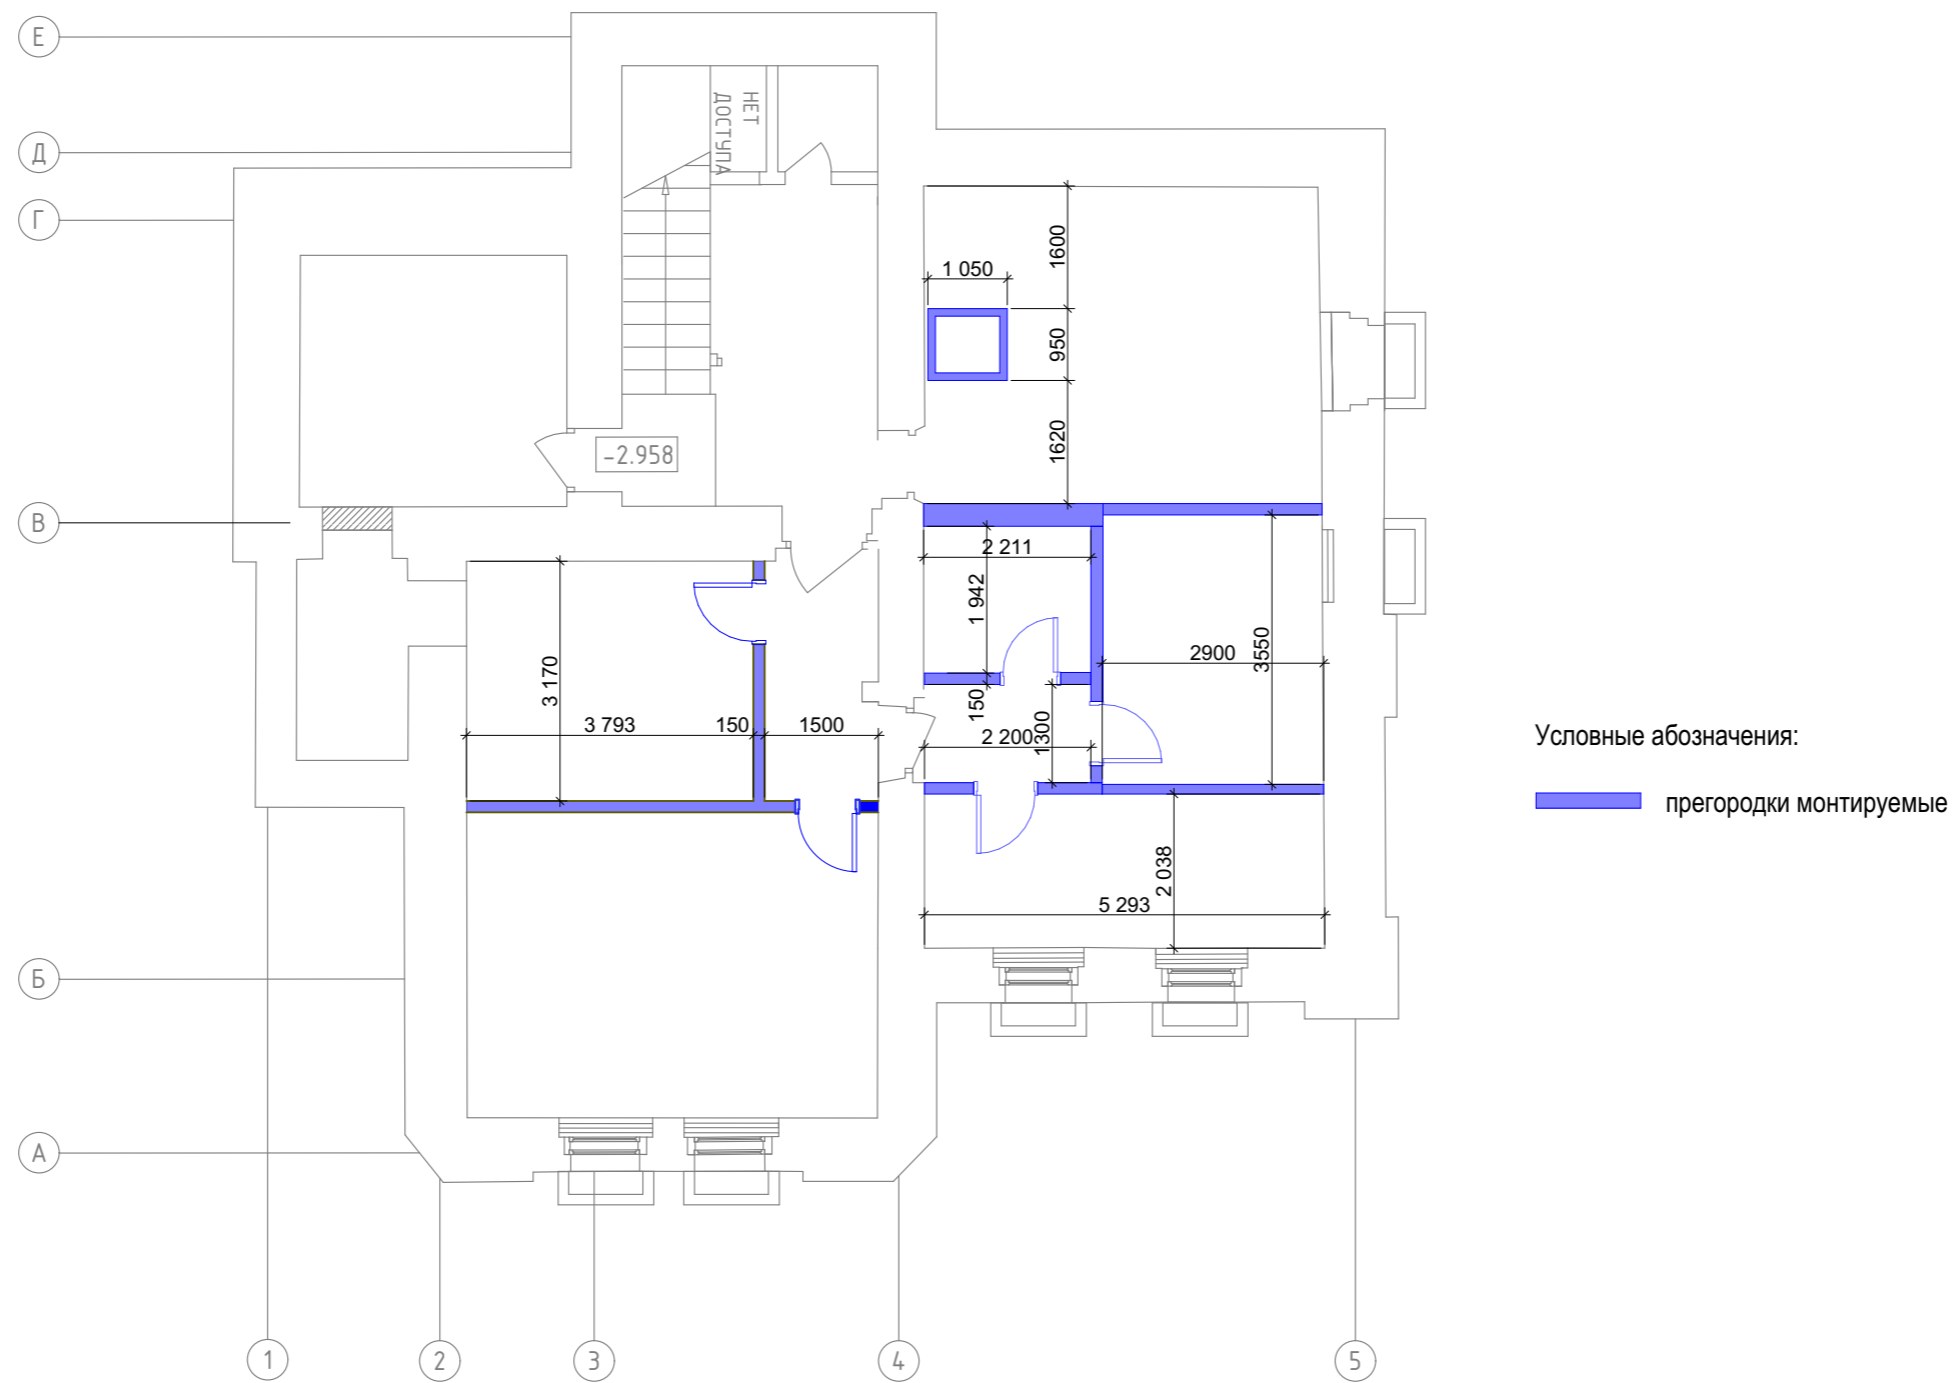 Е
Д
Г
В
Б
А
НЕТ
ДОСТУПА
1600
1 050
950
1620
-2.958
2 211
1 942
3550
2900
3 170
3 793
150
1500
150
1300
2 200
2 038
5 293
Условные абозначения:
прегородки монтируемые
1
2
3
4
5